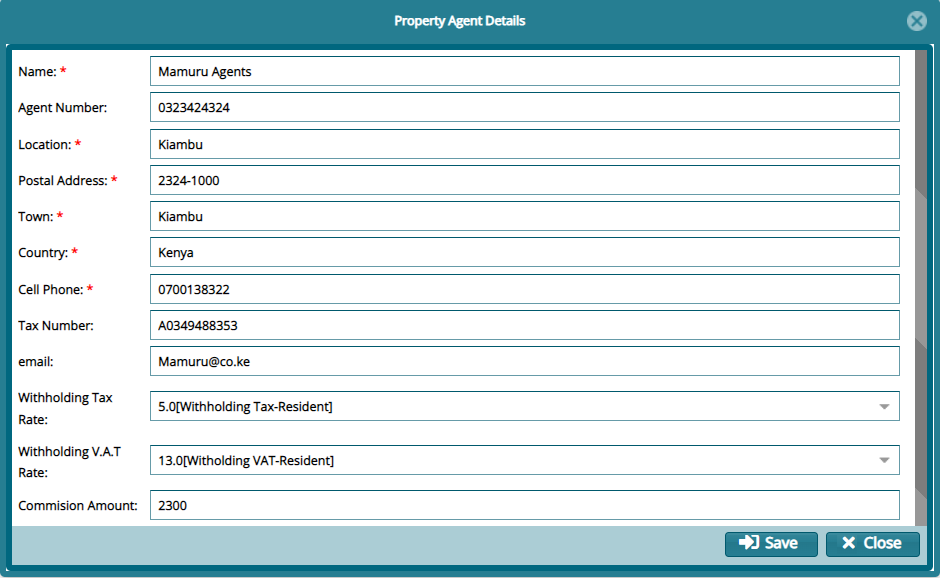 Property Agent Details
Name: * Mamuru Agents
Agent Number: 0323424324
Location: * Kiambu
Postal Address: * 2324-1000
Town: * Kiambu
Country: * Kenya
Cell Phone: * 0700138322
Tax Number: A0349488353
email: Mamuru@co.ke
Withholding Tax
Rate:
5.0[Withholding Tax-Resident]
Withholding V.A.T
Rate:
13.0[Witholding VAT-Resident]
Commision Amount: 2300
Save Close